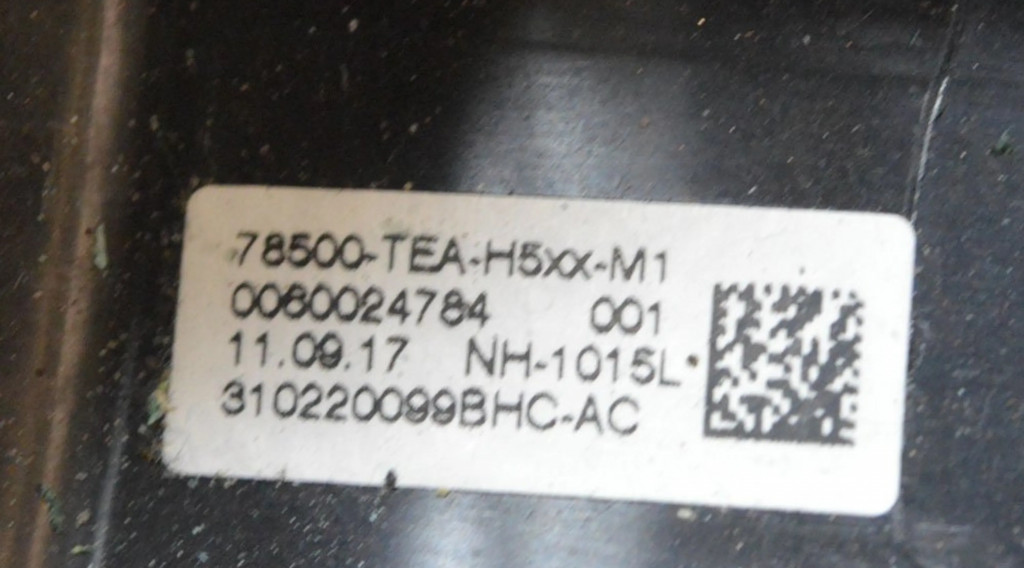 78500-TEA-H5xx-M1
0060024784 001
11.09.17 NH-1015L
310220099BHC-AC